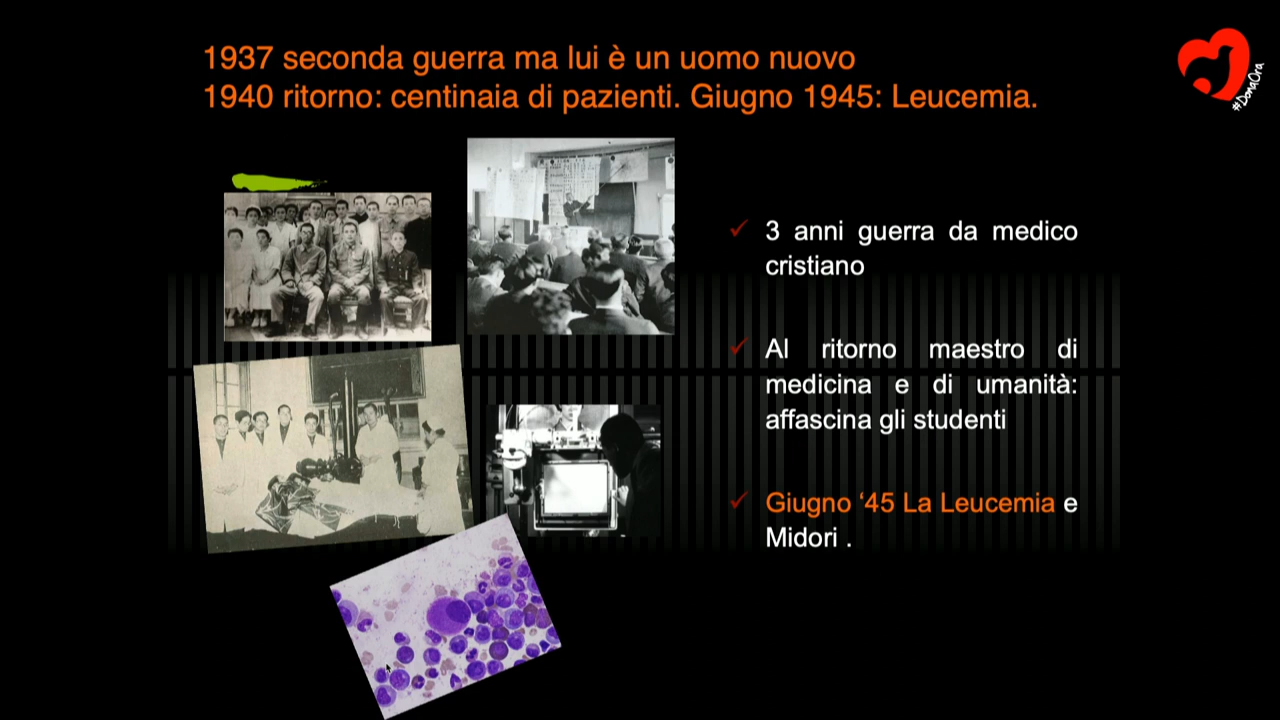 1937 seconda guerra ma lui è un uomo nuovo
1940 ritorno: centinaia di pazienti. Giugno 1945: Leucemia.
#DonaOra
3 anni guerra da medico
cristiano
Al ritorno maestro di
medicina e di umanità:
affascina gli studenti
Giugno ‘45 La Leucemia e
Midori .